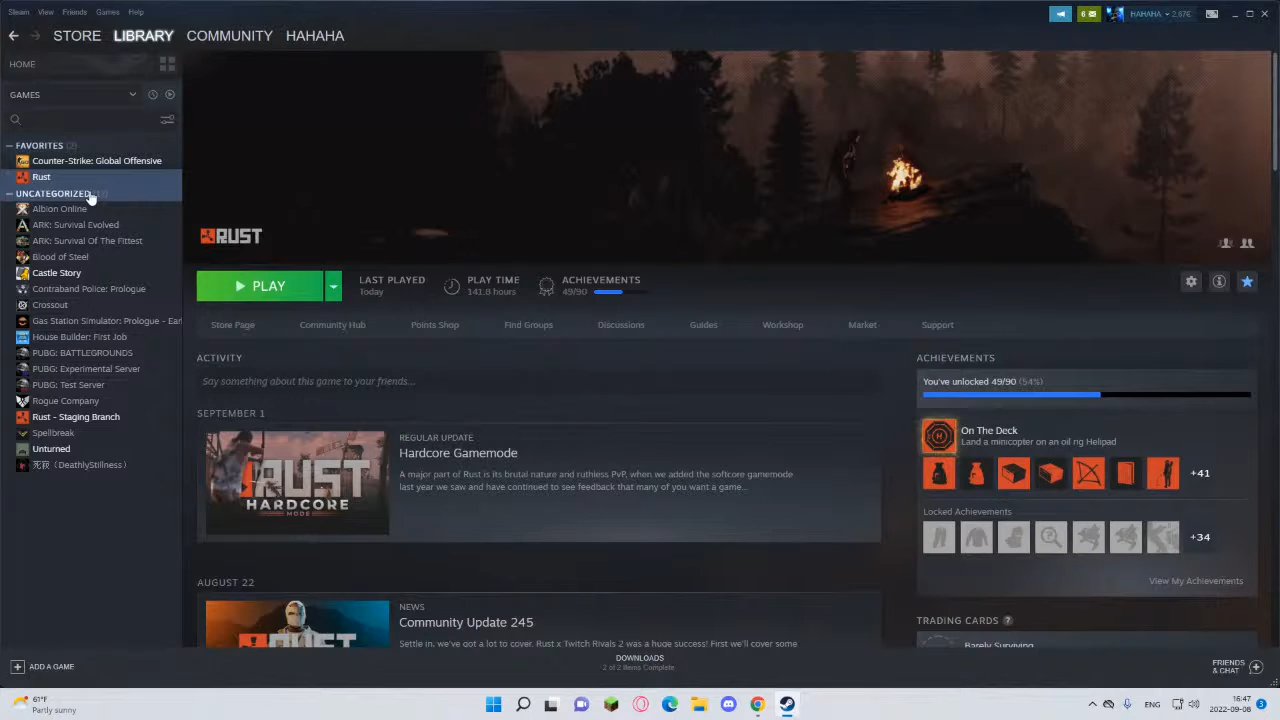 Steam View Friends Games Help
6 HAHAHA 2,67€
STORE LIBRARY COMMUNITY HAHAHA
HOME
GAMES
FAVORITES (2)
Counter-Strike: Global Offensive
Rust
UNCATEGORIZED
Albion Online
ARK: Survival Evolved
ARK: Survival Of The Fittest
Blood of Steel
Castle Story
Contraband Police: Prologue
Crossout
Gas Station Simulator: Prologue - Earl
House Builder: First Job
PUBG: BATTLEGROUNDS
PUBG: Experimental Server
PUBG: Test Server
Rogue Company
Rust - Staging Branch
Spellbreak
Unturned
死寂（DeathlyStillness）
ADD A GAME
RUST
PLAY
LAST PLAYED
Today
PLAY TIME
141.8 hours
ACHIEVEMENTS
49/90
Store Page Community Hub Points Shop Find Groups Discussions Guides Workshop Market Support
ACTIVITY
Say something about this game to your friends...
SEPTEMBER 1
RUST
HARDCORE
MODE
REGULAR UPDATE
Hardcore Gamemode
A major part of Rust is its brutal nature and ruthless PvP, when we added the softcore gamemode
last year we saw and have continued to see feedback that many of you want a game...
AUGUST 22
RUST
NEWS
Community Update 245
Settle in, we've got a lot to cover. Rust x Twitch Rivals 2 was a huge success! First we'll cover some
ACHIEVEMENTS
You've unlocked 49/90 (54%)
On The Deck
Land a minicopter on an oil rig Helipad
+41
Locked Achievements
+34
View My Achievements
TRADING CARDS ?
Barely Surviving
DOWNLOADS
2 of 2 Items Complete
FRIENDS
& CHAT
61°F
Partly sunny
ENG
16:47
2022-09-08
3